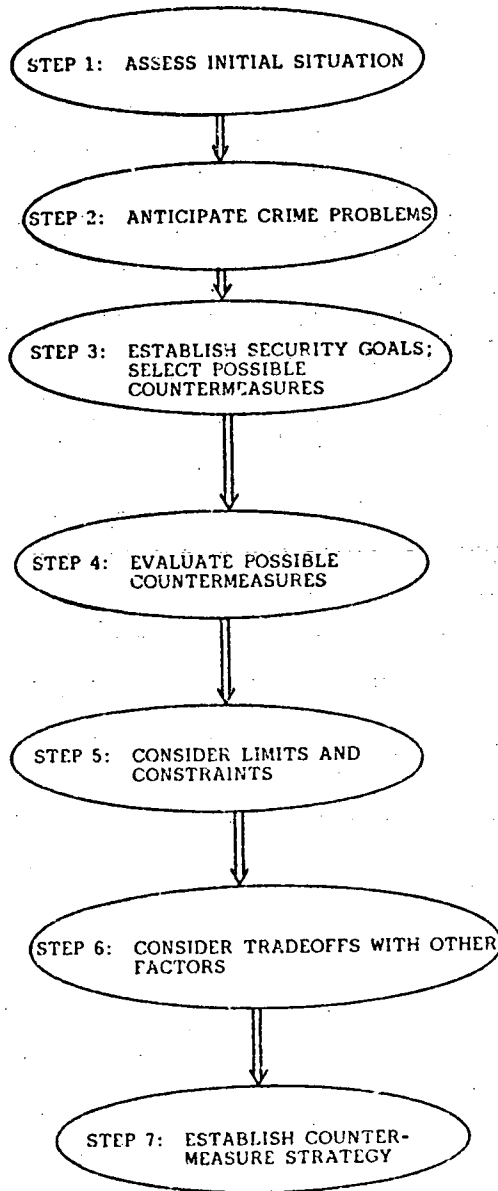 STEP 1: ASSESS INITIAL SITUATION
STEP 2: ANTICIPATE CRIME PROBLEMS
STEP 3: ESTABLISH SECURITY GOALS;
SELECT POSSIBLE
COUNTERMEASURES
STEP 4: EVALUATE POSSIBLE
COUNTERMEASURES
STEP 5: CONSIDER LIMITS AND
CONSTRAINTS
STEP 6: CONSIDER TRADEOFFS WITH OTHER
FACTORS
STEP 7: ESTABLISH COUNTER-
MEASURE STRATEGY